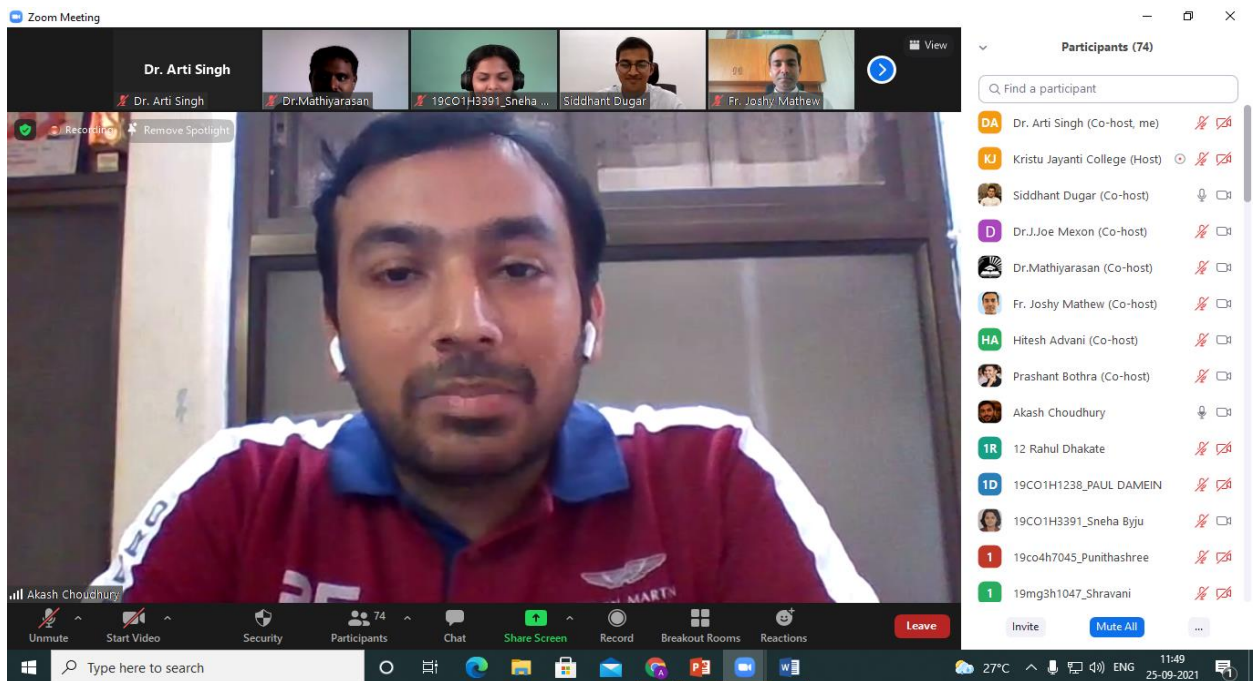 Zoom Meeting
Dr. Arti Singh
Dr. Arti Singh
Dr.Mathiyarasan
19CO1H3391_Sneha ...
Siddhant Dugar
Fr. Joshy Mathew
View
Recording
Remove Spotlight
Akash Choudhury
Participants (74)
Find a participant
DA Dr. Arti Singh (Co-host, me)
KJ Kristu Jayanti College (Host)
Siddhant Dugar (Co-host)
D Dr.J.Joe Mexon (Co-host)
Dr.Mathiyarasan (Co-host)
Fr. Joshy Mathew (Co-host)
HA Hitesh Advani (Co-host)
Prashant Bothra (Co-host)
Akash Choudhury
1R 12 Rahul Dhakate
1D 19CO1H1238_PAUL DAMEIN
19CO1H3391_Sneha Byju
1 19co4h7045_Punithashree
1 19mg3h1047_Shravani
Invite
Mute All
...
Unmute
Start Video
Security
74
Participants
Chat
Share Screen
Record
Breakout Rooms
Reactions
Leave
Type here to search
27°C
ENG
11:49
25-09-2021
1